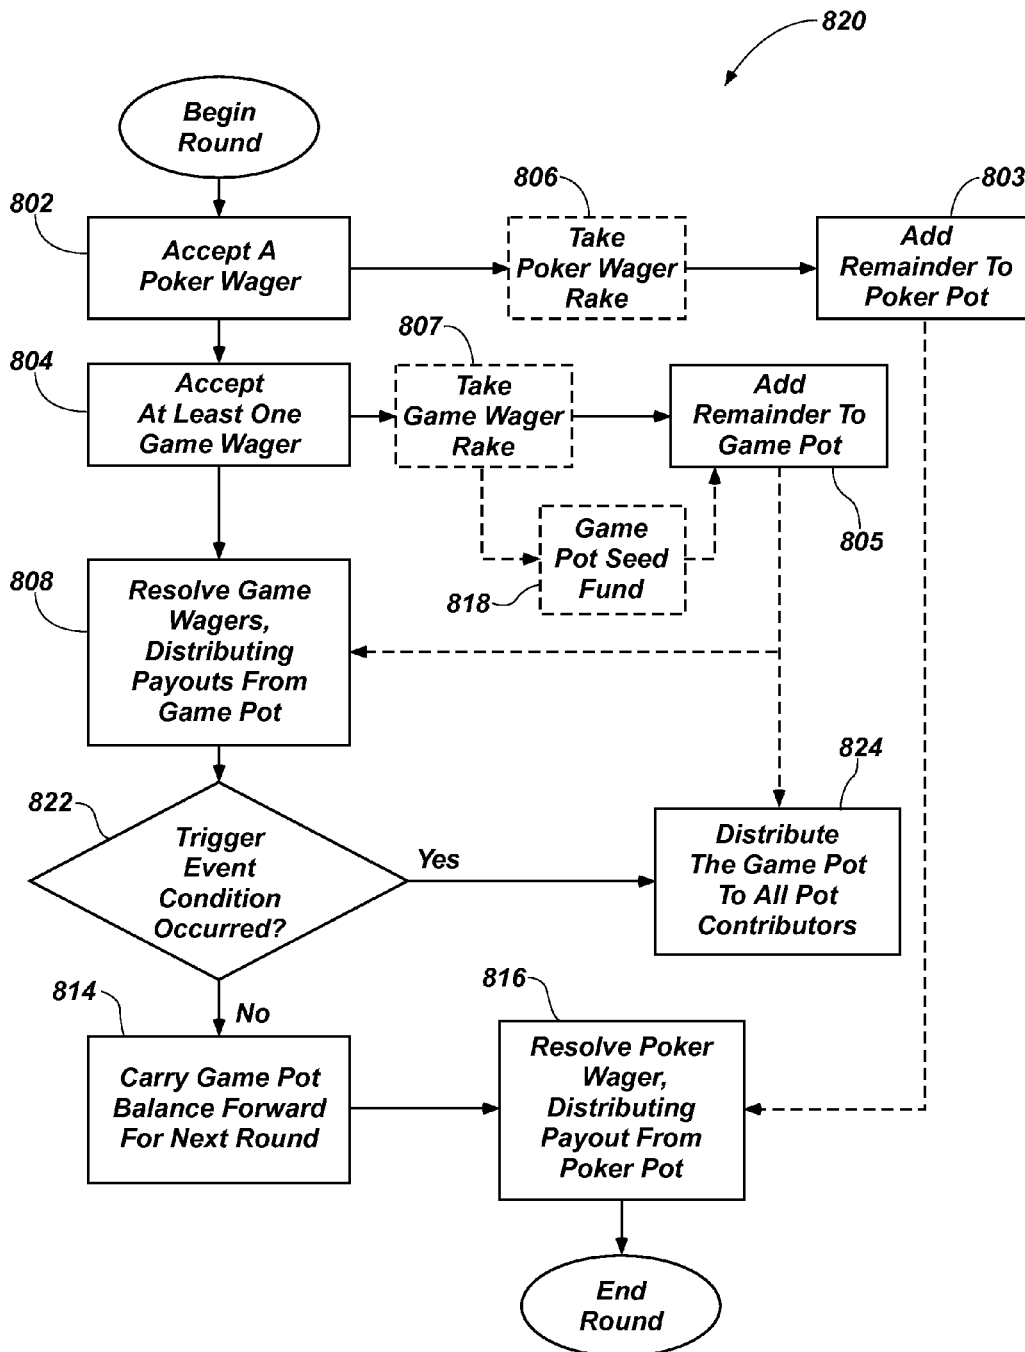 820
Begin
Round
802
Accept A
Poker Wager
806
Take
Poker Wager
Rake
803
Add
Remainder To
Poker Pot
804
Accept
At Least One
Game Wager
807
Take
Game Wager
Rake
Add
Remainder To
Game Pot
805
Game
Pot Seed
Fund
818
808
Resolve Game
Wagers,
Distributing
Payouts From
Game Pot
822
Trigger
Event
Condition
Occurred?
Yes
824
Distribute
The Game Pot
To All Pot
Contributors
No
814
Carry Game Pot
Balance Forward
For Next Round
816
Resolve Poker
Wager,
Distributing
Payout From
Poker Pot
End
Round